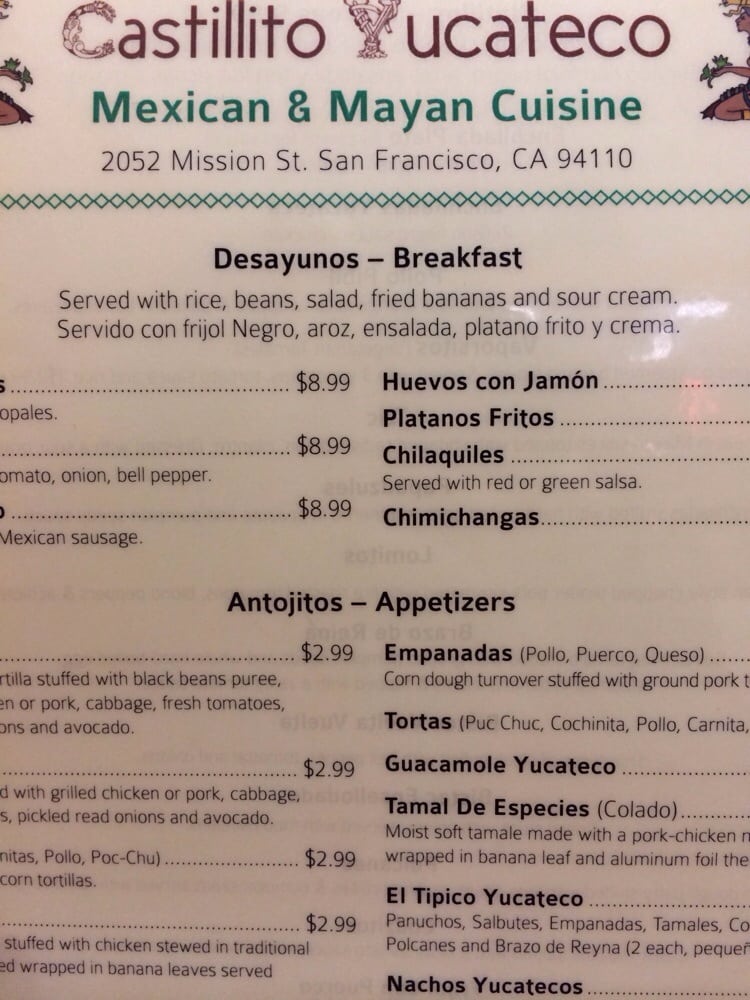 Castillito Yucateco
Mexican & Mayan Cuisine
2052 Mission St. San Francisco, CA 94110
Desayunos – Breakfast
Served with rice, beans, salad, fried bananas and sour cream.
Servido con frijol Negro, aroz, ensalada, platano frito y crema.
s........................................ $8.99
opales.
........................................ $8.99
omato, onion, bell pepper.
o........................................ $8.99
Mexican sausage.
Huevos con Jamón....................
Platanos Fritos..........................
Chilaquiles................................
Served with red or green salsa.
Chimichangas...........................
Antojitos – Appetizers
........................................ $2.99
rtilla stuffed with black beans puree,
en or pork, cabbage, fresh tomatoes,
ons and avocado.
........................................ $2.99
d with grilled chicken or pork, cabbage,
s, pickled read onions and avocado.
nitas, Pollo, Poc-Chu)................... $2.99
corn tortillas.
........................................ $2.99
stuffed with chicken stewed in traditional
ed wrapped in banana leaves served
Empanadas (Pollo, Puerco, Queso)......
Corn dough turnover stuffed with ground pork t
Tortas (Puc Chuc, Cochinita, Pollo, Carnita,
Guacamole Yucateco..................
Tamal De Especies (Colado)...........
Moist soft tamale made with a pork-chicken m
wrapped in banana leaf and aluminum foil the
El Tipico Yucateco.......................
Panuchos, Salbutes, Empanadas, Tamales, Co
Polcanes and Brazo de Reyna (2 each, pequeñ
Nachos Yucatecos.......................